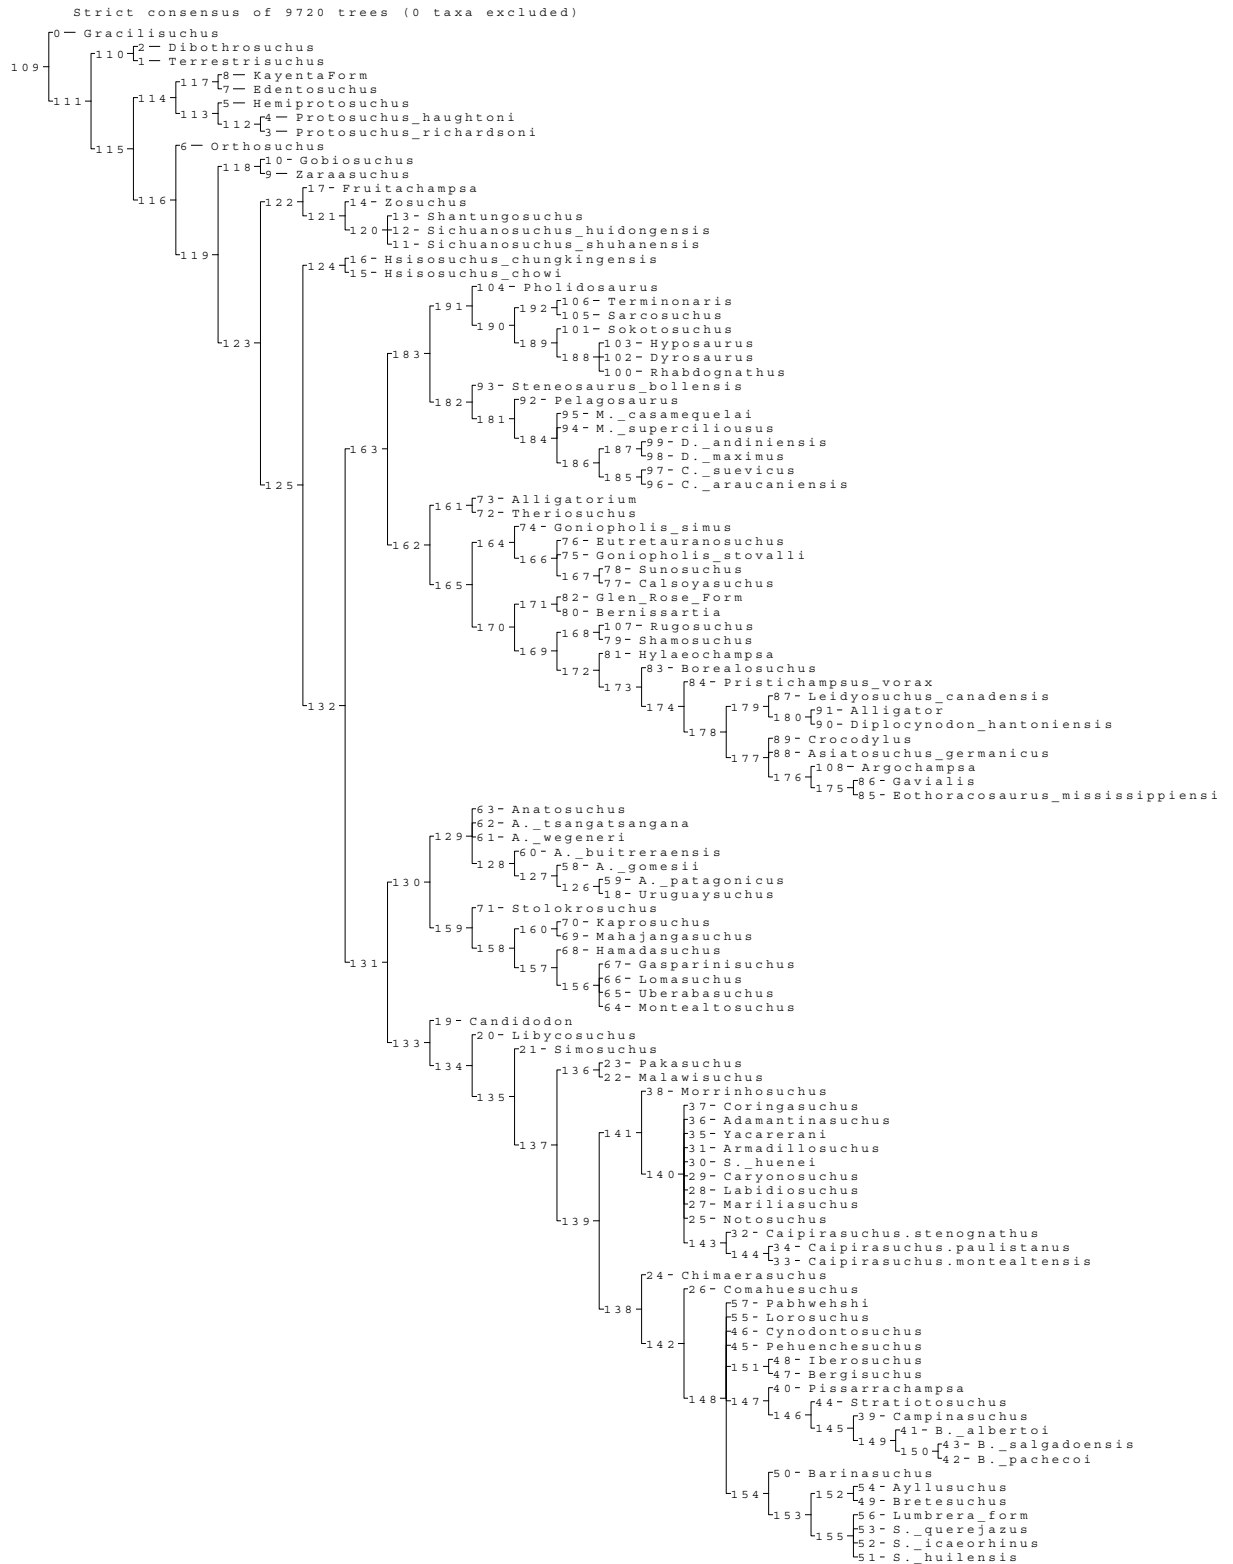 Strict consensus of 9720 trees (0 taxa excluded)
0 Gracilisuchus
2 Dibothrosuchus
110
1 Terrestrisuchus
109
8 KayentaForm
117
7 Edentosuchus
114
111
5 Hemiprotosuchus
113
4 Protosuchus_haughtoni
112
3 Protosuchus_richardsoni
6 Orthosuchus
115
10 Gobiosuchus
118
9 Zaraasuchus
17 Fruitachampsa
116
122
14 Zosuchus
121
13 Shantungosuchus
120
12 Sichuanosuchus_huidongensis
11 Sichuanosuchus_shuhanensis
119
16 Hsisosuchus_chungkingensis
124
15 Hsisosuchus_chowi
104 Pholidosaurus
106 Terminonaris
191
192
105 Sarcosuchus
190
101 Sokotosuchus
123
189
103 Hyposaurus
183
188
102 Dyrosaurus
100 Rhabdognathus
93 Steneosaurus_bollensis
182
92 Pelagosaurus
95 M._casamequelai
181
94 M._superciliousus
184
99 D._andiniensis
163
187
98 D._maximus
186
97 C._suevicus
185
125
96 C._araucaniensis
73 Alligatorium
161
72 Theriosuchus
74 Goniopholis_simus
162
164
76 Eutretauranosuchus
166
75 Goniopholis_stovalli
78 Sunosuchus
167
165
77 Calsoyasuchus
82 Glen_Rose_Form
171
80 Bernissartia
107 Rugosuchus
170
168
79 Shamosuchus
169
81 Hylaeochampsa
172
83 Borealosuchus
173
84 Pristichampsus_vorax
87 Leidyosuchus_canadensis
132
174
179
91 Alligator
180
90 Diplocynodon_hantoniensis
178
89 Crocodylus
88 Asiatosuchus_germanicus
177
108 Argochampsa
176
86 Gavialis
175
85 Eothoracosaurus_mississippiensi
63 Anatosuchus
62 A._tsangatsangana
129
61 A._wegeneri
60 A._buitreraensis
128
58 A._gomesii
127
59 A._patagonicus
130
126
18 Uruguaysuchus
71 Stolokrosuchus
70 Kaprosuchus
159
160
69 Mahajangasuchus
158
68 Hamadasuchus
131
157
67 Gasparinisuchus
66 Lomasuchus
156
65 Uberabasuchus
64 Montealtosuchus
19 Candidodon
20 Libycosuchus
133
21 Simosuchus
134
23 Pakasuchus
136
22 Malawisuchus
38 Morrinhosuchus
135
37 Coringasuchus
36 Adamantinasuchus
141
35 Yacarerani
137
31 Armadillosuchus
30 S._huenei
140
29 Caryonosuchus
28 Labidiosuchus
27 Mariliasuchus
139
25 Notosuchus
32 Caipirasuchus.stenognathus
143
34 Caipirasuchus.paulistanus
144
33 Caipirasuchus.montealtensis
24 Chimaerasuchus
26 Comahuesuchus
138
57 Pabhwehshi
55 Lorosuchus
46 Cynodontosuchus
142
45 Pehuenchesuchus
48 Iberosuchus
151
47 Bergisuchus
40 Pissarrachampsa
148
147
44 Stratiotosuchus
146
39 Campinasuchus
145
41 B._albertoi
149
43 B._salgadoensis
150
42 B._pachecoi
50 Barinasuchus
54 Ayllusuchus
154
152
49 Bretesuchus
153
56 Lumbrera_form
53 S._querejazus
155
52 S._icaeorhinus
51 S._huilensis